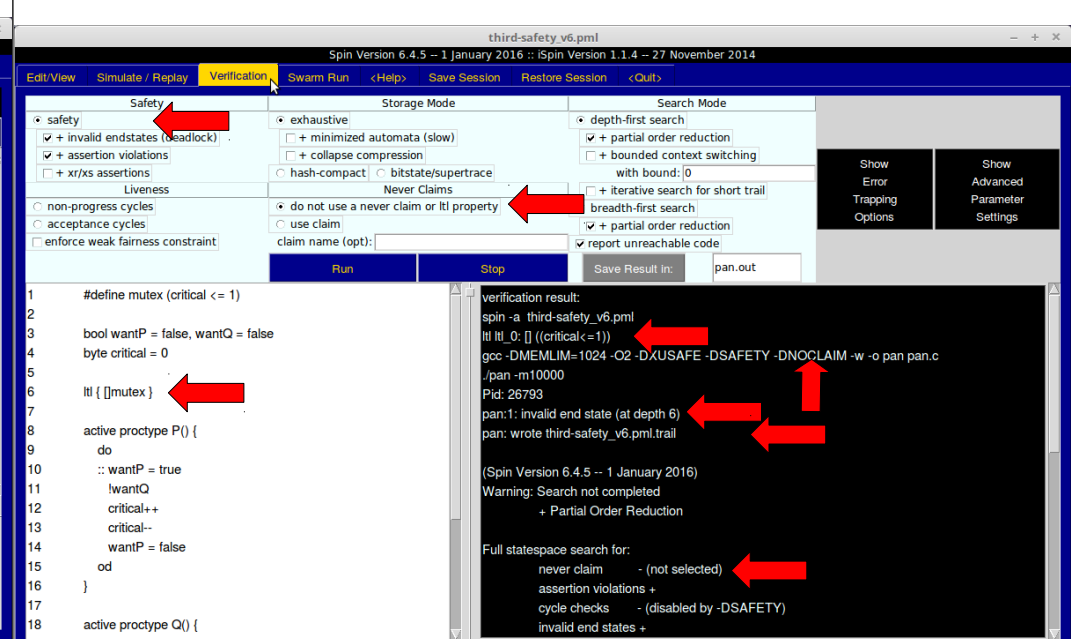 third-safety_v6.pml
Spin Version 6.4.5 -- 1 January 2016 :: iSpin Version 1.1.4 -- 27 November 2014
Edit/View Simulate / Replay Verification Swarm Run <Help> Save Session Restore Session <Quit>
Safety
safety
+ invalid endstates (deadlock)
+ assertion violations
+ xr/xs assertions
Liveness
non-progress cycles
acceptance cycles
enforce weak fairness constraint
Storage Mode
exhaustive
+ minimized automata (slow)
+ collapse compression
hash-compact bitstate/supertrace
Never Claims
do not use a never claim or ltl property
use claim
claim name (opt):
Search Mode
depth-first search
+ partial order reduction
+ bounded context switching
with bound: 0
+ iterative search for short trail
breadth-first search
+ partial order reduction
report unreachable code
Show
Error
Trapping
Options
Show
Advanced
Parameter
Settings
Run Stop Save Result in: pan.out
1 #define mutex (critical <= 1)
2
3 bool wantP = false, wantQ = false
4 byte critical = 0
5
6 ltl { []mutex }
7
8 active proctype P() {
9 do
10 :: wantP = true
11 !wantQ
12 critical++
13 critical--
14 wantP = false
15 od
16 }
17
18 active proctype Q() {
verification result:
spin -a third-safety_v6.pml
ltl ltl_0: [] ((critical<=1))
gcc -DMEMLIM=1024 -O2 -DXUSAFE -DSAFETY -DNOCLAIM -w -o pan pan.c
./pan -m10000
Pid: 26793
pan:1: invalid end state (at depth 6)
pan: wrote third-safety_v6.pml.trail
(Spin Version 6.4.5 -- 1 January 2016)
Warning: Search not completed
+ Partial Order Reduction
Full statespace search for:
never claim - (not selected)
assertion violations +
cycle checks - (disabled by -DSAFETY)
invalid end states +